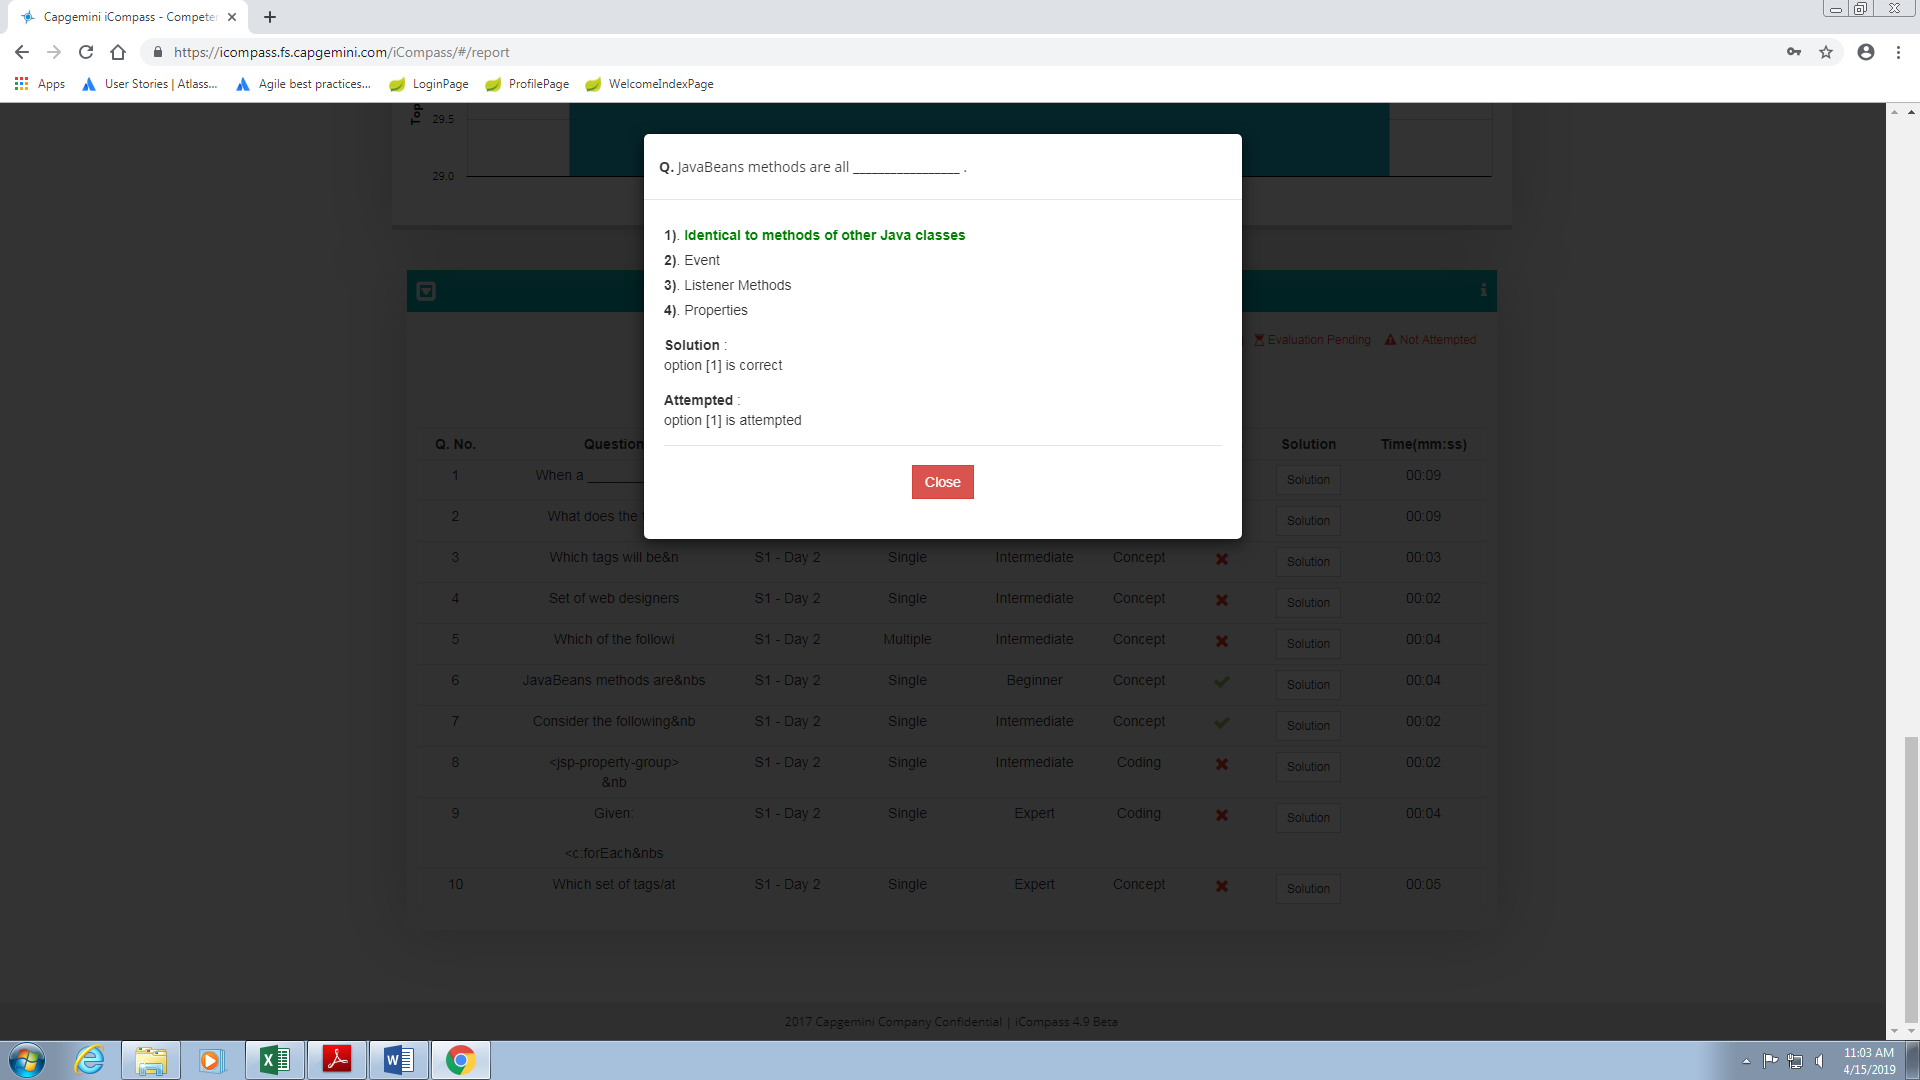 Capgemini iCompass - Competen
https://icompass.fs.capgemini.com/iCompass/#/report
Apps
User Stories | Atlass...
Agile best practices...
LoginPage
ProfilePage
WelcomeIndexPage
Top
29.5
29.0
Q. JavaBeans methods are all _________________ .
1). Identical to methods of other Java classes
2). Event
3). Listener Methods
4). Properties
Solution :
option [1] is correct
Attempted :
option [1] is attempted
Close
Evaluation Pending Not Attempted
Q. No. Question Solution Time(mm:ss)
1 When a ________ Solution 00:09
2 What does the Solution 00:09
3 Which tags will be&n S1 - Day 2 Single Intermediate Concept Solution 00:03
4 Set of web designers S1 - Day 2 Single Intermediate Concept Solution 00:02
5 Which of the followi S1 - Day 2 Multiple Intermediate Concept Solution 00:04
6 JavaBeans methods are&nbs S1 - Day 2 Single Beginner Concept Solution 00:04
7 Consider the following&nb S1 - Day 2 Single Intermediate Concept Solution 00:02
8 <jsp-property-group> S1 - Day 2 Single Intermediate Coding Solution 00:02
&nb
9 Given: S1 - Day 2 Single Expert Coding Solution 00:04
<c:forEach&nbs
10 Which set of tags/at S1 - Day 2 Single Expert Concept Solution 00:05
2017 Capgemini Company Confidential | iCompass 4.9 Beta
11:03 AM
4/15/2019